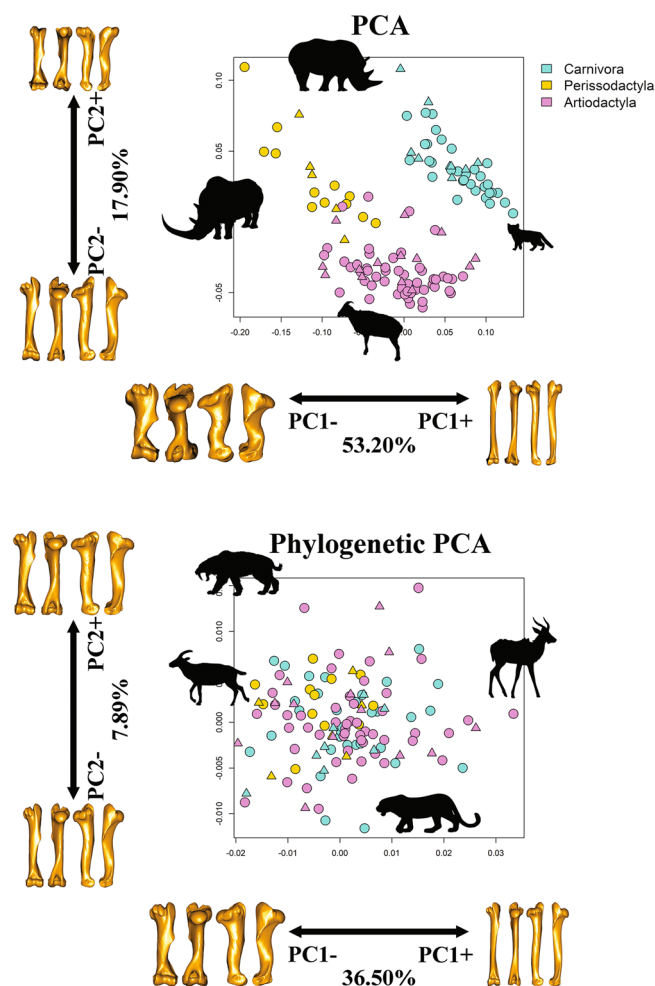 PCA
PC2+
17.90%
PC2-
0.10
0.05
-0.05
-0.20
-0.15
-0.10
-0.05
0.00
0.05
0.10
Carnivora
Perissodactyla
Artiodactyla
PC1-
PC1+
53.20%
Phylogenetic PCA
PC2+
7.89%
PC2-
0.010
0.005
0.000
-0.005
-0.010
-0.02
-0.01
0.00
0.01
0.02
0.03
PC1-
PC1+
36.50%